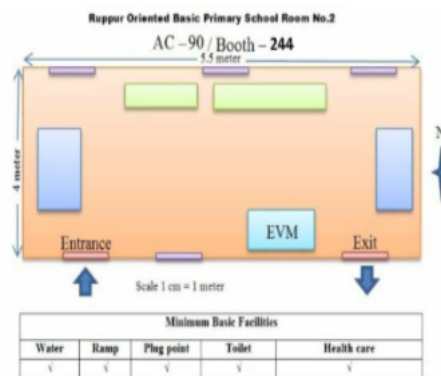 Ruppur Oriented Basic Primary School Room No.2
AC – 90 / Booth – 244
5.5 meter
4 meter
N
Entrance
EVM
Exit
Scale 1 cm = 1 meter
Minimum Basic Facilities
Water Ramp Plug point Toilet Health care
√ √ √ √ √